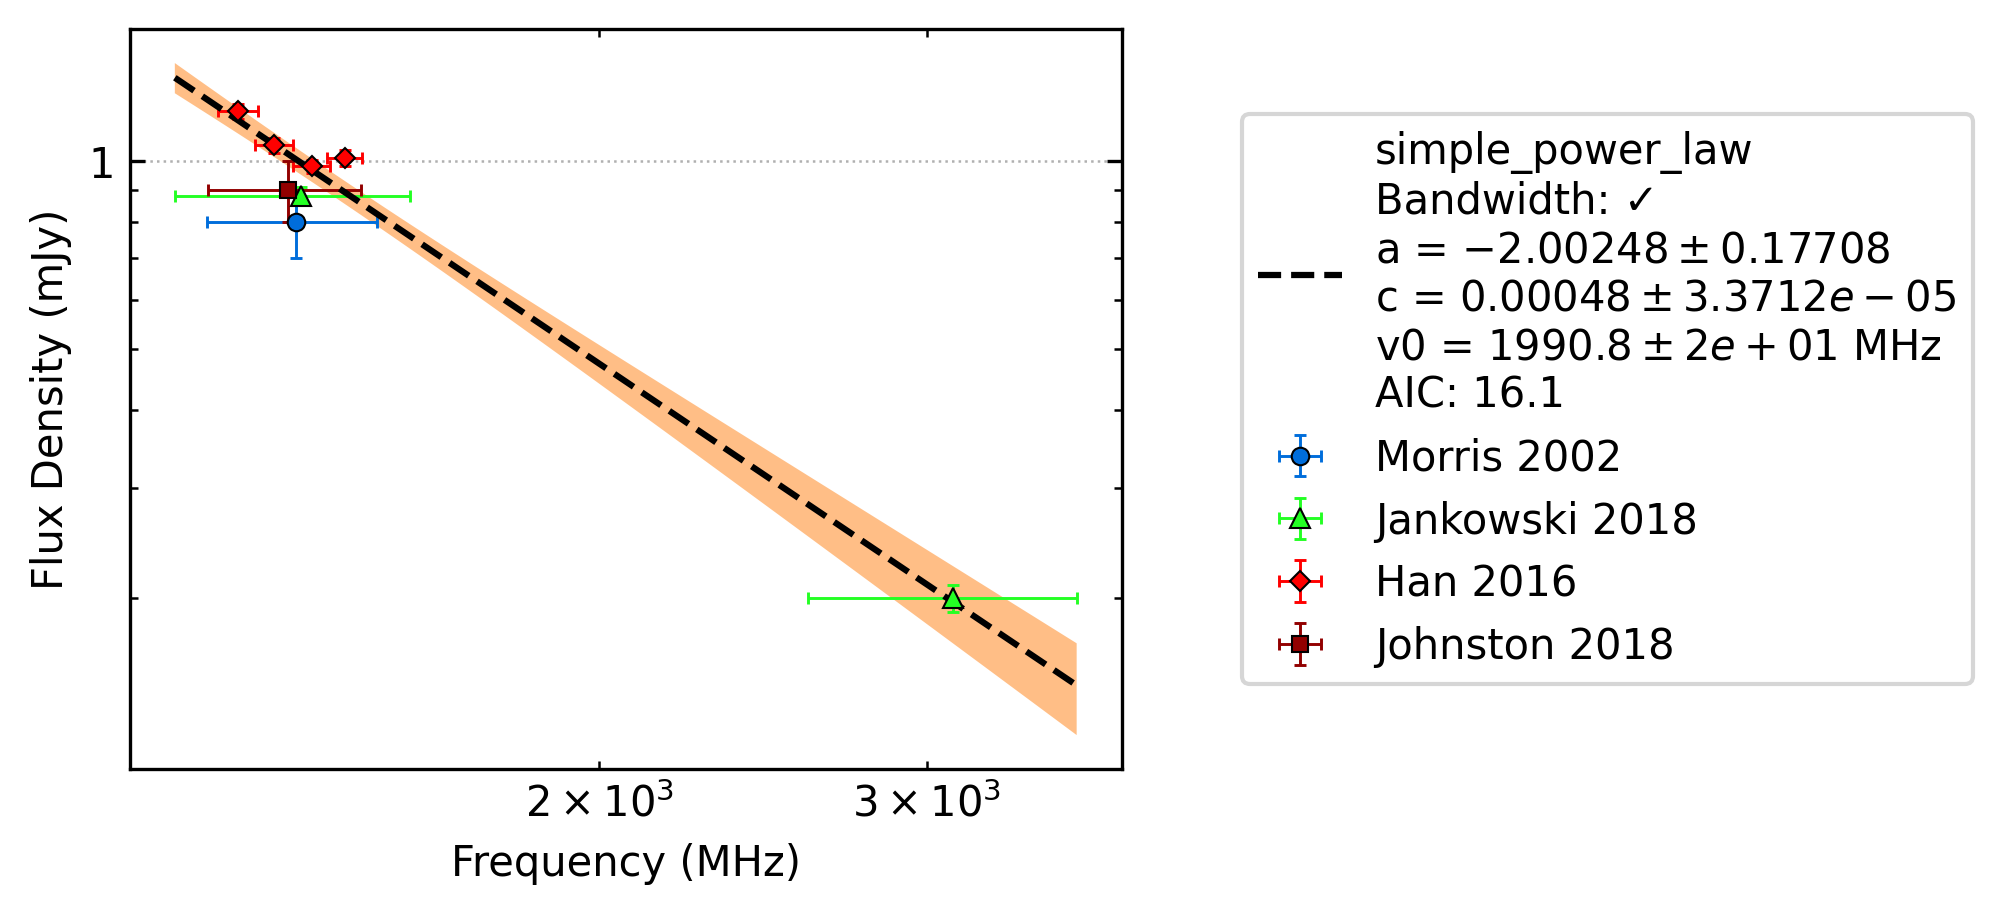 Flux Density (mJy)
1
2 × 10³
3 × 10³
Frequency (MHz)
simple_power_law
Bandwidth: ✓
a = −2.00248 ± 0.17708
c = 0.00048 ± 3.3712e − 05
v0 = 1990.8 ± 2e + 01 MHz
AIC: 16.1
Morris 2002
Jankowski 2018
Han 2016
Johnston 2018